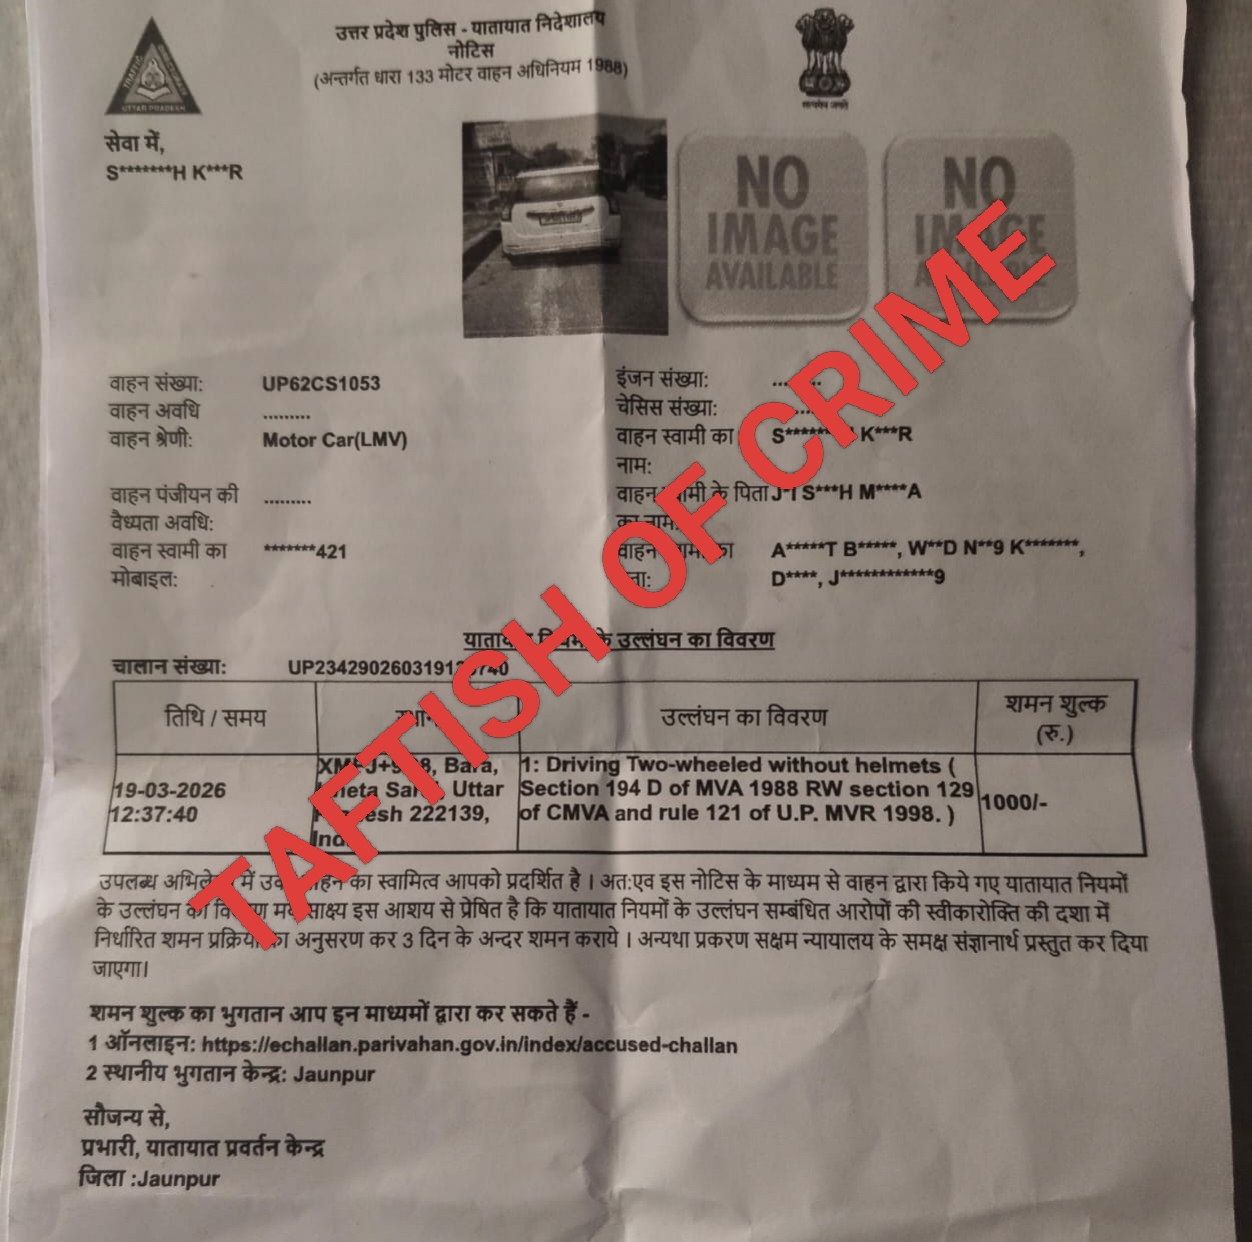 उत्तर प्रदेश पुलिस - यातायात निदेशालय
नोटिस
(अन्तर्गत धारा 133 मोटर वाहन अधिनियम 1988)
UTTAR PRADESH
सत्यमेव जयते
सेवा में,
S*******H K***R
NO IMAGE AVAILABLE
NO IMAGE AVAILABLE
वाहन संख्या: UP62CS1053
वाहन अवधि .........
वाहन श्रेणी: Motor Car(LMV)
वाहन पंजीयन की .........
वैध्यता अवधि:
वाहन स्वामी का *******421
मोबाइल:
इंजन संख्या:
चेसिस संख्या:
वाहन स्वामी का K***R
नाम:
वाहन के पिता S***H M****A
वाहन A*****T B*****, W**D N**9 K*******,
D****, J************9
के उल्लंघन का विवरण
चालान संख्या:
तिथि / समय
उल्लंघन का विवरण
शमन शुल्क
(रु.)
19-03-2026
12:37:40
Bara,
Uttar
222139,
1: Driving Two-wheeled without helmets (
Section 194 D of MVA 1988 RW section 129
of CMVA and rule 121 of U.P. MVR 1998. )
1000/-
उपलब्ध में का स्वामित्व आपको प्रदर्शित है । अत:एव इस नोटिस के माध्यम से वाहन द्वारा किये गए यातायात नियमों
के उल्लंघन साक्ष्य इस आशय से प्रेषित है कि यातायात नियमों के उल्लंघन सम्बंधित आरोपों की स्वीकारोक्ति की दशा में
निर्धारित शमन का अनुसरण कर 3 दिन के अन्दर शमन कराये । अन्यथा प्रकरण सक्षम न्यायालय के समक्ष संज्ञानार्थ प्रस्तुत कर दिया
जाएगा।
शमन शुल्क का भुगतान आप इन माध्यमों द्वारा कर सकते हैं -
1 ऑनलाइन: https://echallan.parivahan.gov.in/index/accused-challan
2 स्थानीय भुगतान केन्द्र: Jaunpur
सौजन्य से,
प्रभारी, यातायात प्रवर्तन केन्द्र
जिला :Jaunpur
TAFTISH OF CRIME